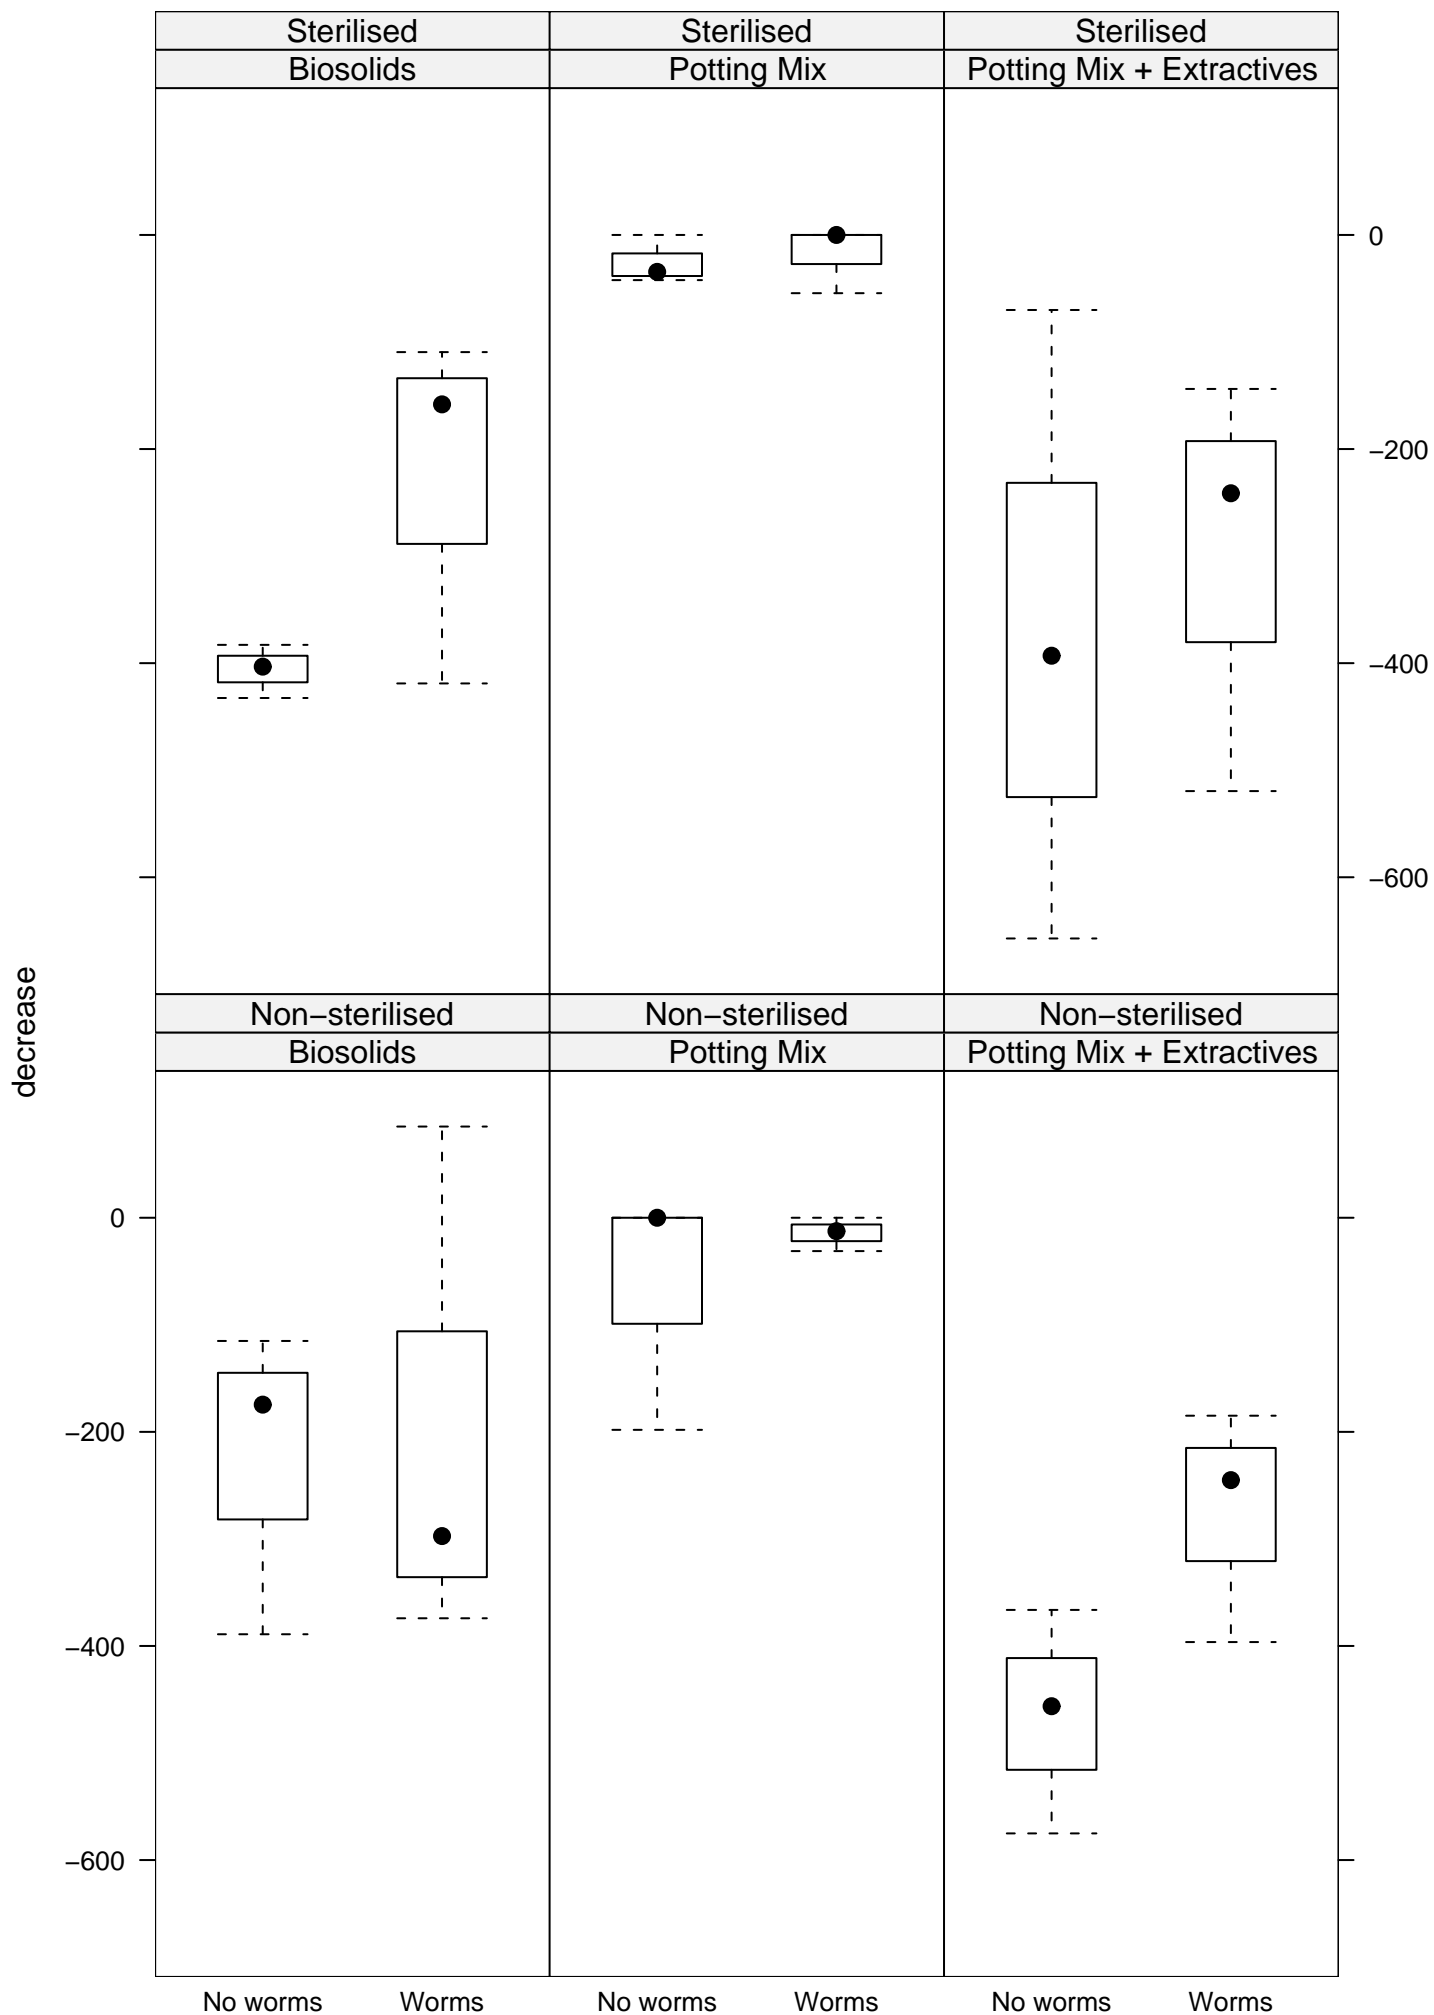 Sterilised Sterilised Sterilised
Biosolids Potting Mix Potting Mix + Extractives
0
−200
−400
−600
decrease
Non−sterilised Non−sterilised Non−sterilised
Biosolids Potting Mix Potting Mix + Extractives
0
−200
−400
−600
No worms Worms No worms Worms No worms Worms